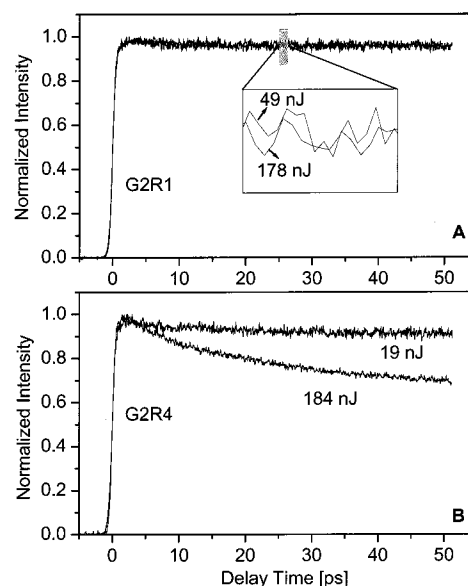 1.0
0.8
0.6
0.4
0.2
0.0
Normalized Intensity
49 nJ
178 nJ
G2R1
A
0 10 20 30 40 50
1.0
0.8
0.6
0.4
0.2
0.0
Normalized Intensity
19 nJ
184 nJ
G2R4
B
0 10 20 30 40 50
Delay Time [ps]